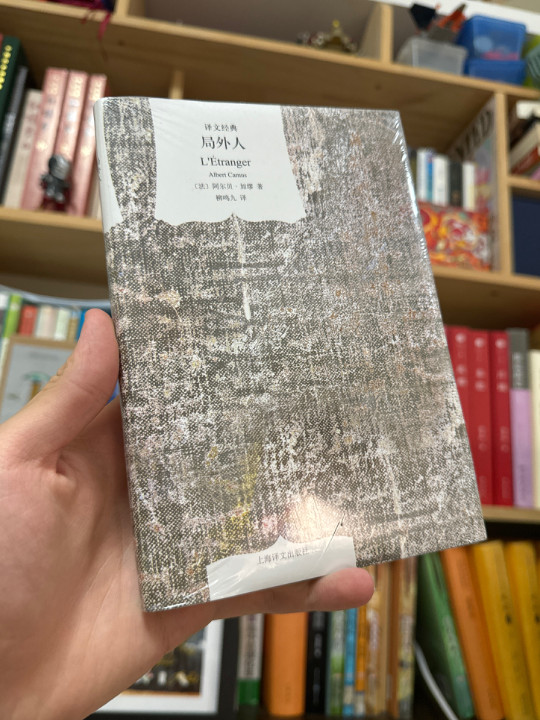 译文经典
局外人
L'Étranger
Albert Camus
〔法〕阿尔贝·加缪 著
柳鸣九 译
上海译文出版社